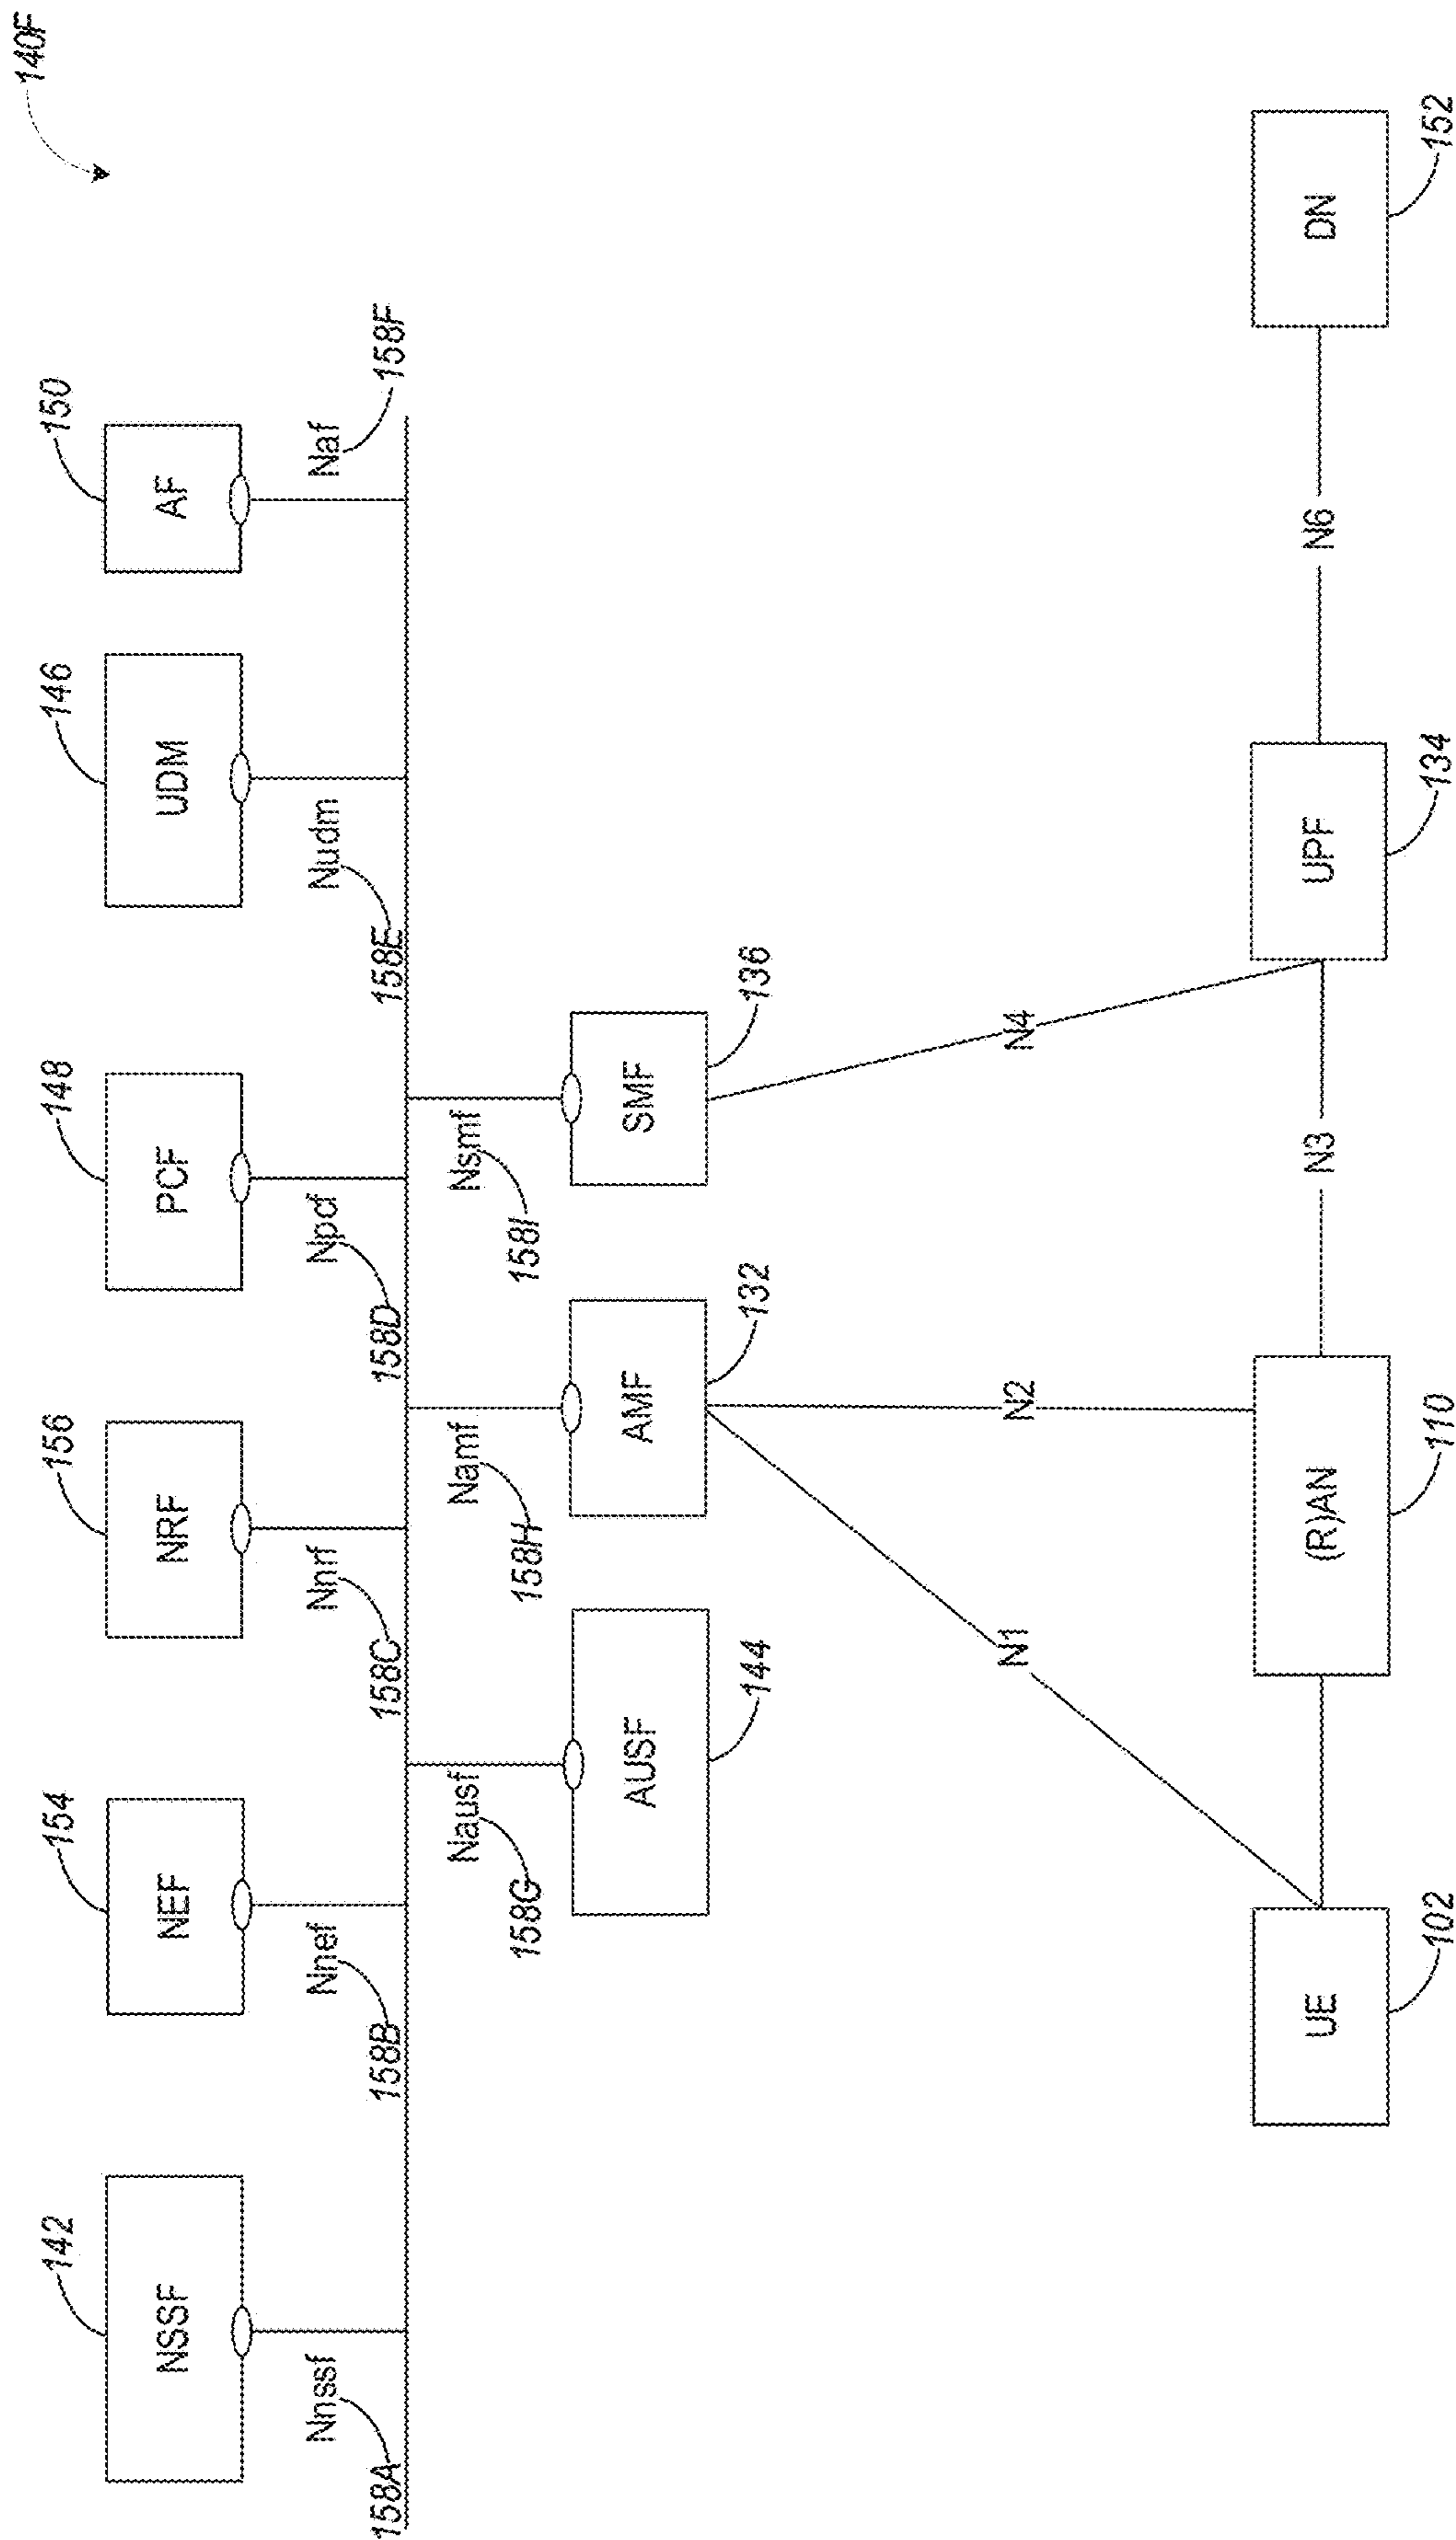 140F
142
154
156
148
146
150
NSSF
NEF
NRF
PCF
UDM
AF
Nnssf
Nnef
Nnrf
Npcf
Nudm
Naf
158A
158B
158C
158D
158E
158F
Nausf
Namf
Nsmf
158G
158H
158I
AUSF
AMF
SMF
144
132
136
N1
N2
N4
UE
(R)AN
N3
UPF
N6
DN
102
110
134
152